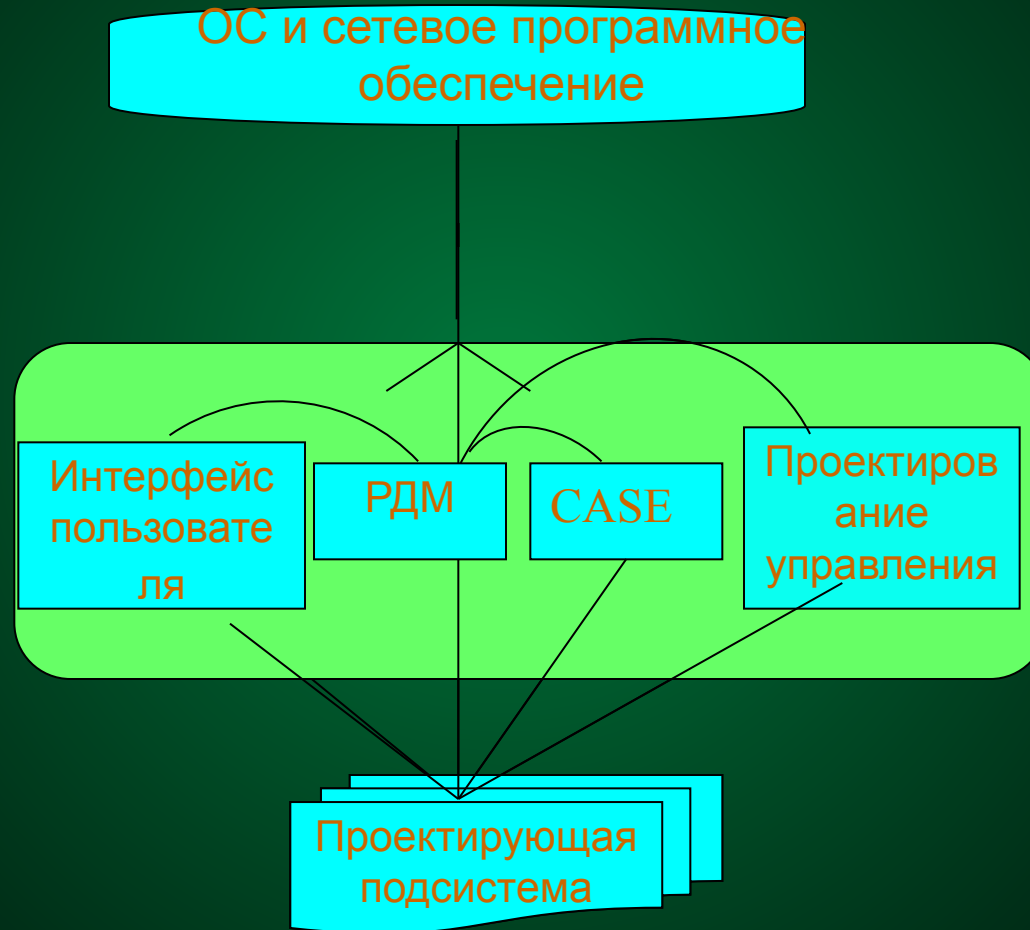 ОС и сетевое программное
обеспечение
Интерфейс
пользовате
ля
РДМ
CASE
Проектиров
ание
управления
Проектирующая
подсистема